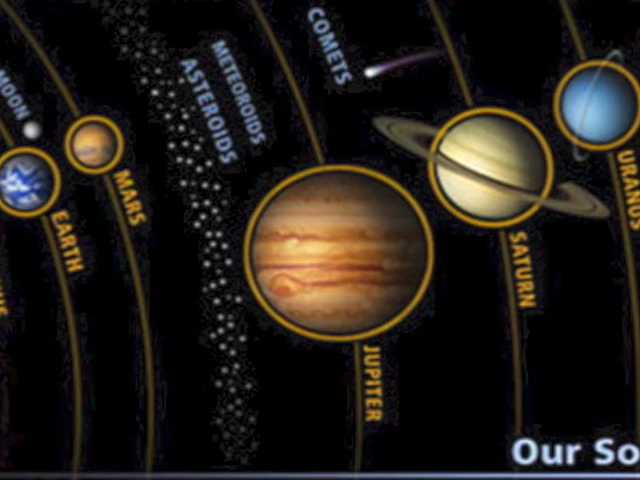 MOON
EARTH
MARS
ASTEROIDS
METEOROIDS
COMETS
JUPITER
SATURN
URANUS
Our So